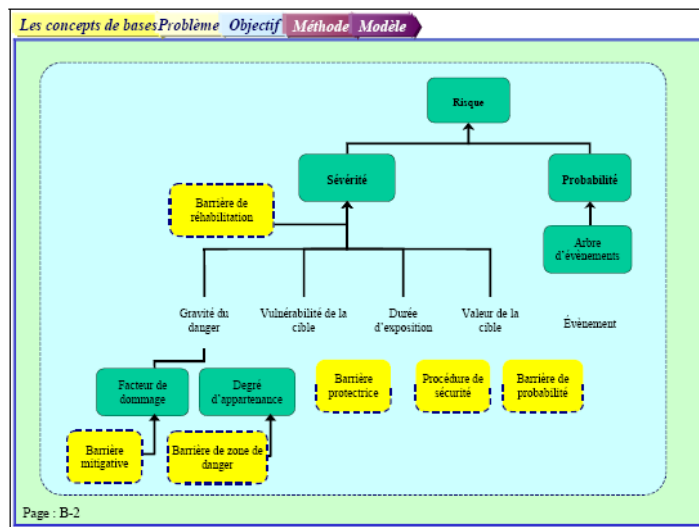 Les concepts de bases Problème Objectif Méthode Modèle
Risque
Sévérité
Probabilité
Barrière de
réhabilitation
Arbre
d'évènements
Gravité du
danger
Vulnérabilité de la
cible
Durée
d'exposition
Valeur de la
cible
Évènement
Facteur de
dommage
Degré
d'appartenance
Barrière
protectrice
Procédure de
sécurité
Barrière de
probabilité
Barrière
mitigative
Barrière de zone de
danger
Page : B-2